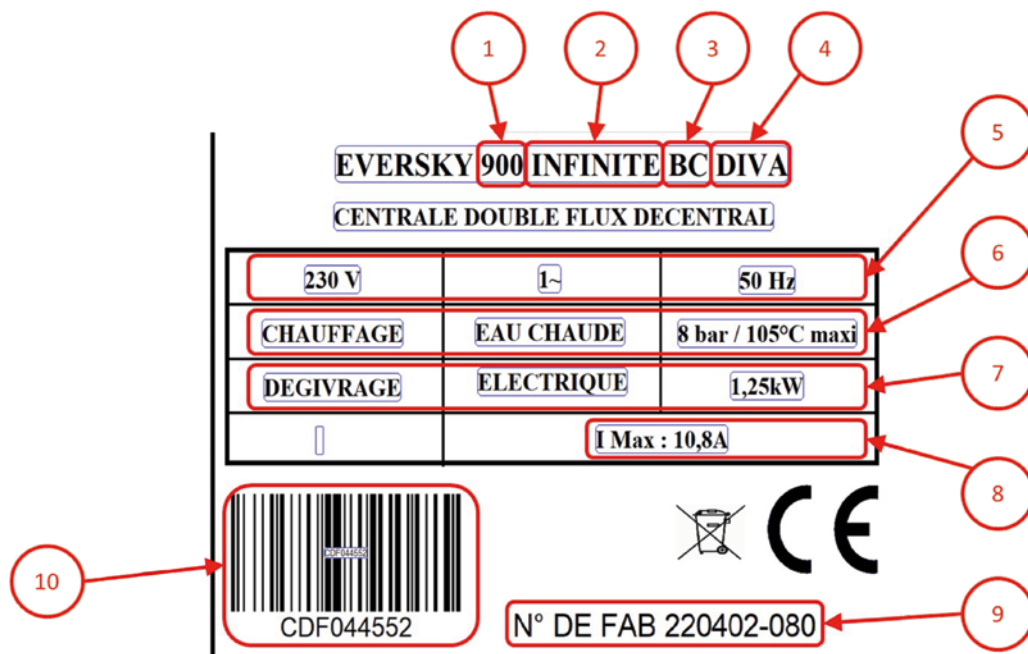 1 2 3 4
5
EVERSKY 900 INFINITE BC DIVA
CENTRALE DOUBLE FLUX DECENTRAL
6
230 V 1~ 50 Hz
CHAUFFAGE EAU CHAUDE 8 bar / 105°C maxi
7
DEGIVRAGE ELECTRIQUE 1,25kW
I Max : 10,8A
8
CDF044552
10
CE
CDF044552
N° DE FAB 220402-080
9